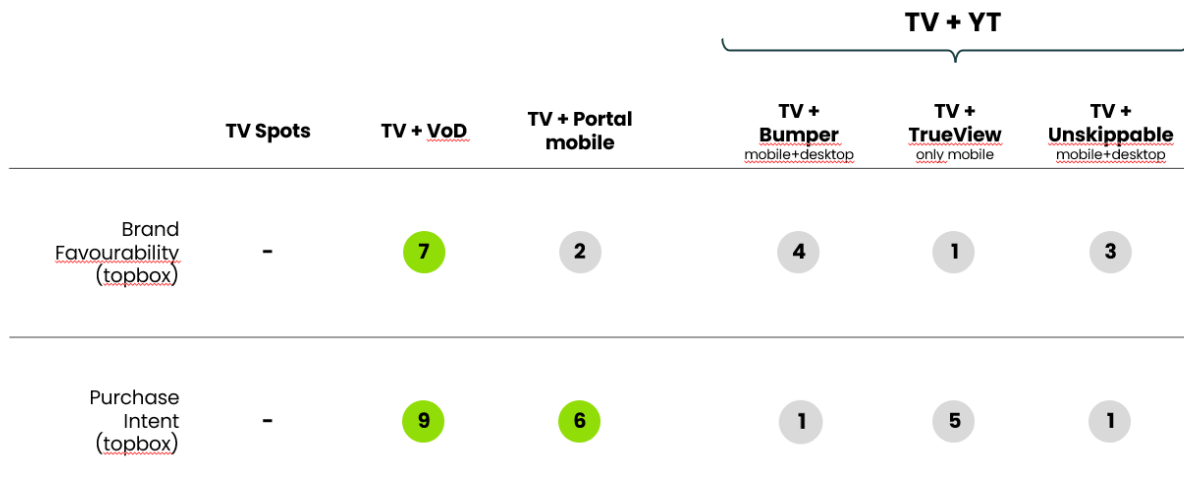 TV + YT
TV Spots
TV + VoD
TV + Portal
mobile
TV +
Bumper
mobile+desktop
TV +
TrueView
only mobile
TV +
Unskippable
mobile+desktop
Brand
Favourability
(topbox)
-
7
2
4
1
3
Purchase
Intent
(topbox)
-
9
6
1
5
1